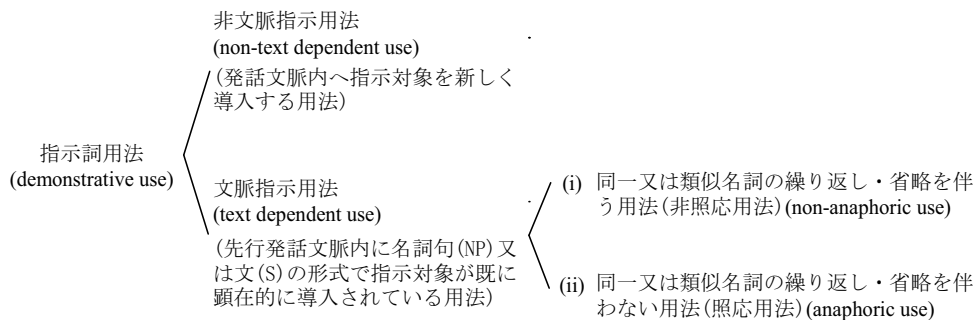 非文脈指示用法
(non-text dependent use)
(発話文脈内へ指示対象を新しく
導入する用法)
指示詞用法
(demonstrative use)
文脈指示用法
(text dependent use)
(先行発話文脈内に名詞句(NP)又
は文(S)の形式で指示対象が既に
顕在的に導入されている用法)
(i) 同一又は類似名詞の繰り返し・省略を伴
う用法(非照応用法)(non-anaphoric use)
(ii) 同一又は類似名詞の繰り返し・省略を伴
わない用法(照応用法)(anaphoric use)